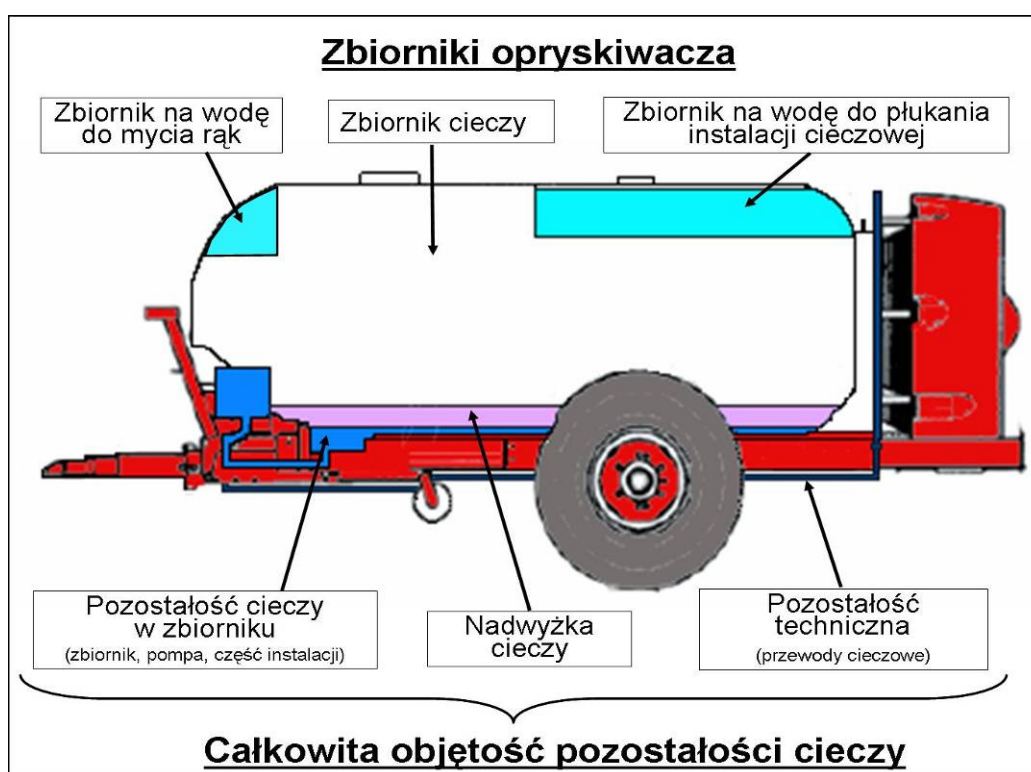 Zbiorniki opryskiwacza
Zbiornik na wodę
do mycia rąk
Zbiornik cieczy
Zbiornik na wodę do płukania
instalacji cieczowej
Pozostałość cieczy
w zbiorniku
(zbiornik, pompa, część instalacji)
Nadwyżka
cieczy
Pozostałość
techniczna
(przewody cieczowe)
Całkowita objętość pozostałości cieczy